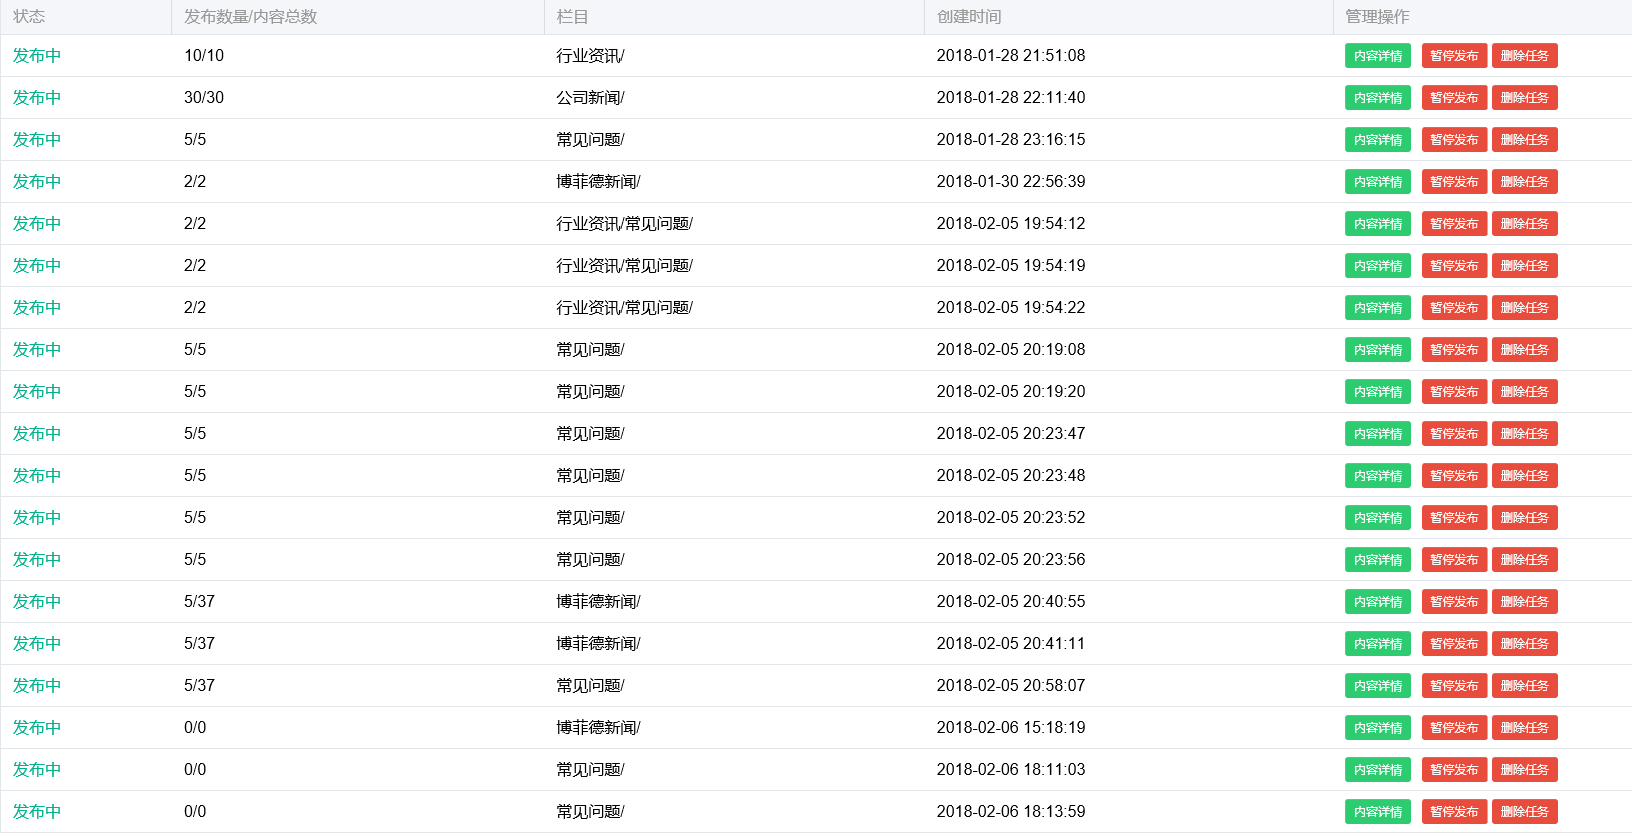 状态 发布数量/内容总数 栏目 创建时间 管理操作
发布中 10/10 行业资讯/ 2018-01-28 21:51:08 内容详情 暂停发布 删除任务
发布中 30/30 公司新闻/ 2018-01-28 22:11:40 内容详情 暂停发布 删除任务
发布中 5/5 常见问题/ 2018-01-28 23:16:15 内容详情 暂停发布 删除任务
发布中 2/2 博菲德新闻/ 2018-01-30 22:56:39 内容详情 暂停发布 删除任务
发布中 2/2 行业资讯/常见问题/ 2018-02-05 19:54:12 内容详情 暂停发布 删除任务
发布中 2/2 行业资讯/常见问题/ 2018-02-05 19:54:19 内容详情 暂停发布 删除任务
发布中 2/2 行业资讯/常见问题/ 2018-02-05 19:54:22 内容详情 暂停发布 删除任务
发布中 5/5 常见问题/ 2018-02-05 20:19:08 内容详情 暂停发布 删除任务
发布中 5/5 常见问题/ 2018-02-05 20:19:20 内容详情 暂停发布 删除任务
发布中 5/5 常见问题/ 2018-02-05 20:23:47 内容详情 暂停发布 删除任务
发布中 5/5 常见问题/ 2018-02-05 20:23:48 内容详情 暂停发布 删除任务
发布中 5/5 常见问题/ 2018-02-05 20:23:52 内容详情 暂停发布 删除任务
发布中 5/5 常见问题/ 2018-02-05 20:23:56 内容详情 暂停发布 删除任务
发布中 5/37 博菲德新闻/ 2018-02-05 20:40:55 内容详情 暂停发布 删除任务
发布中 5/37 博菲德新闻/ 2018-02-05 20:41:11 内容详情 暂停发布 删除任务
发布中 5/37 常见问题/ 2018-02-05 20:58:07 内容详情 暂停发布 删除任务
发布中 0/0 博菲德新闻/ 2018-02-06 15:18:19 内容详情 暂停发布 删除任务
发布中 0/0 常见问题/ 2018-02-06 18:11:03 内容详情 暂停发布 删除任务
发布中 0/0 常见问题/ 2018-02-06 18:13:59 内容详情 暂停发布 删除任务